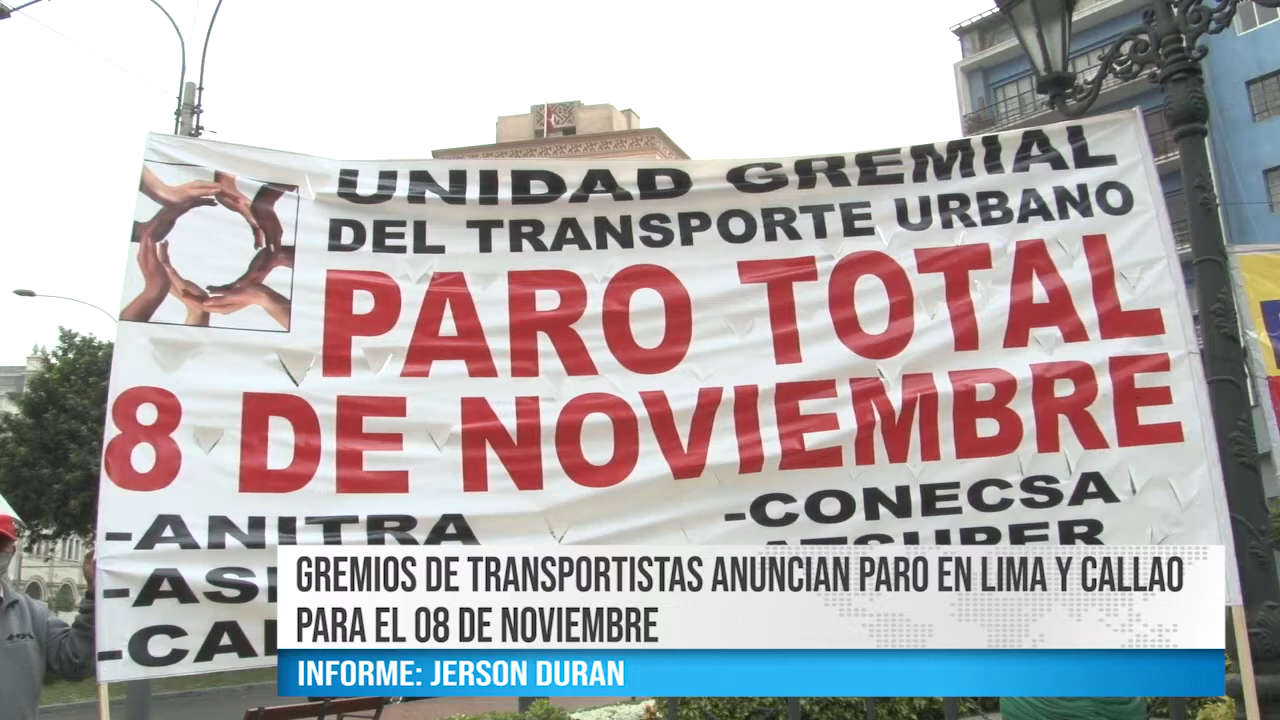 UNIDAD GREMIAL
DEL TRANSPORTE URBANO
PARO TOTAL
8 DE NOVIEMBRE
-ANITRA
-CONECSA
GREMIOS DE TRANSPORTISTAS ANUNCIAN PARO EN LIMA Y CALLAO
PARA EL 08 DE NOVIEMBRE
INFORME: JERSON DURAN